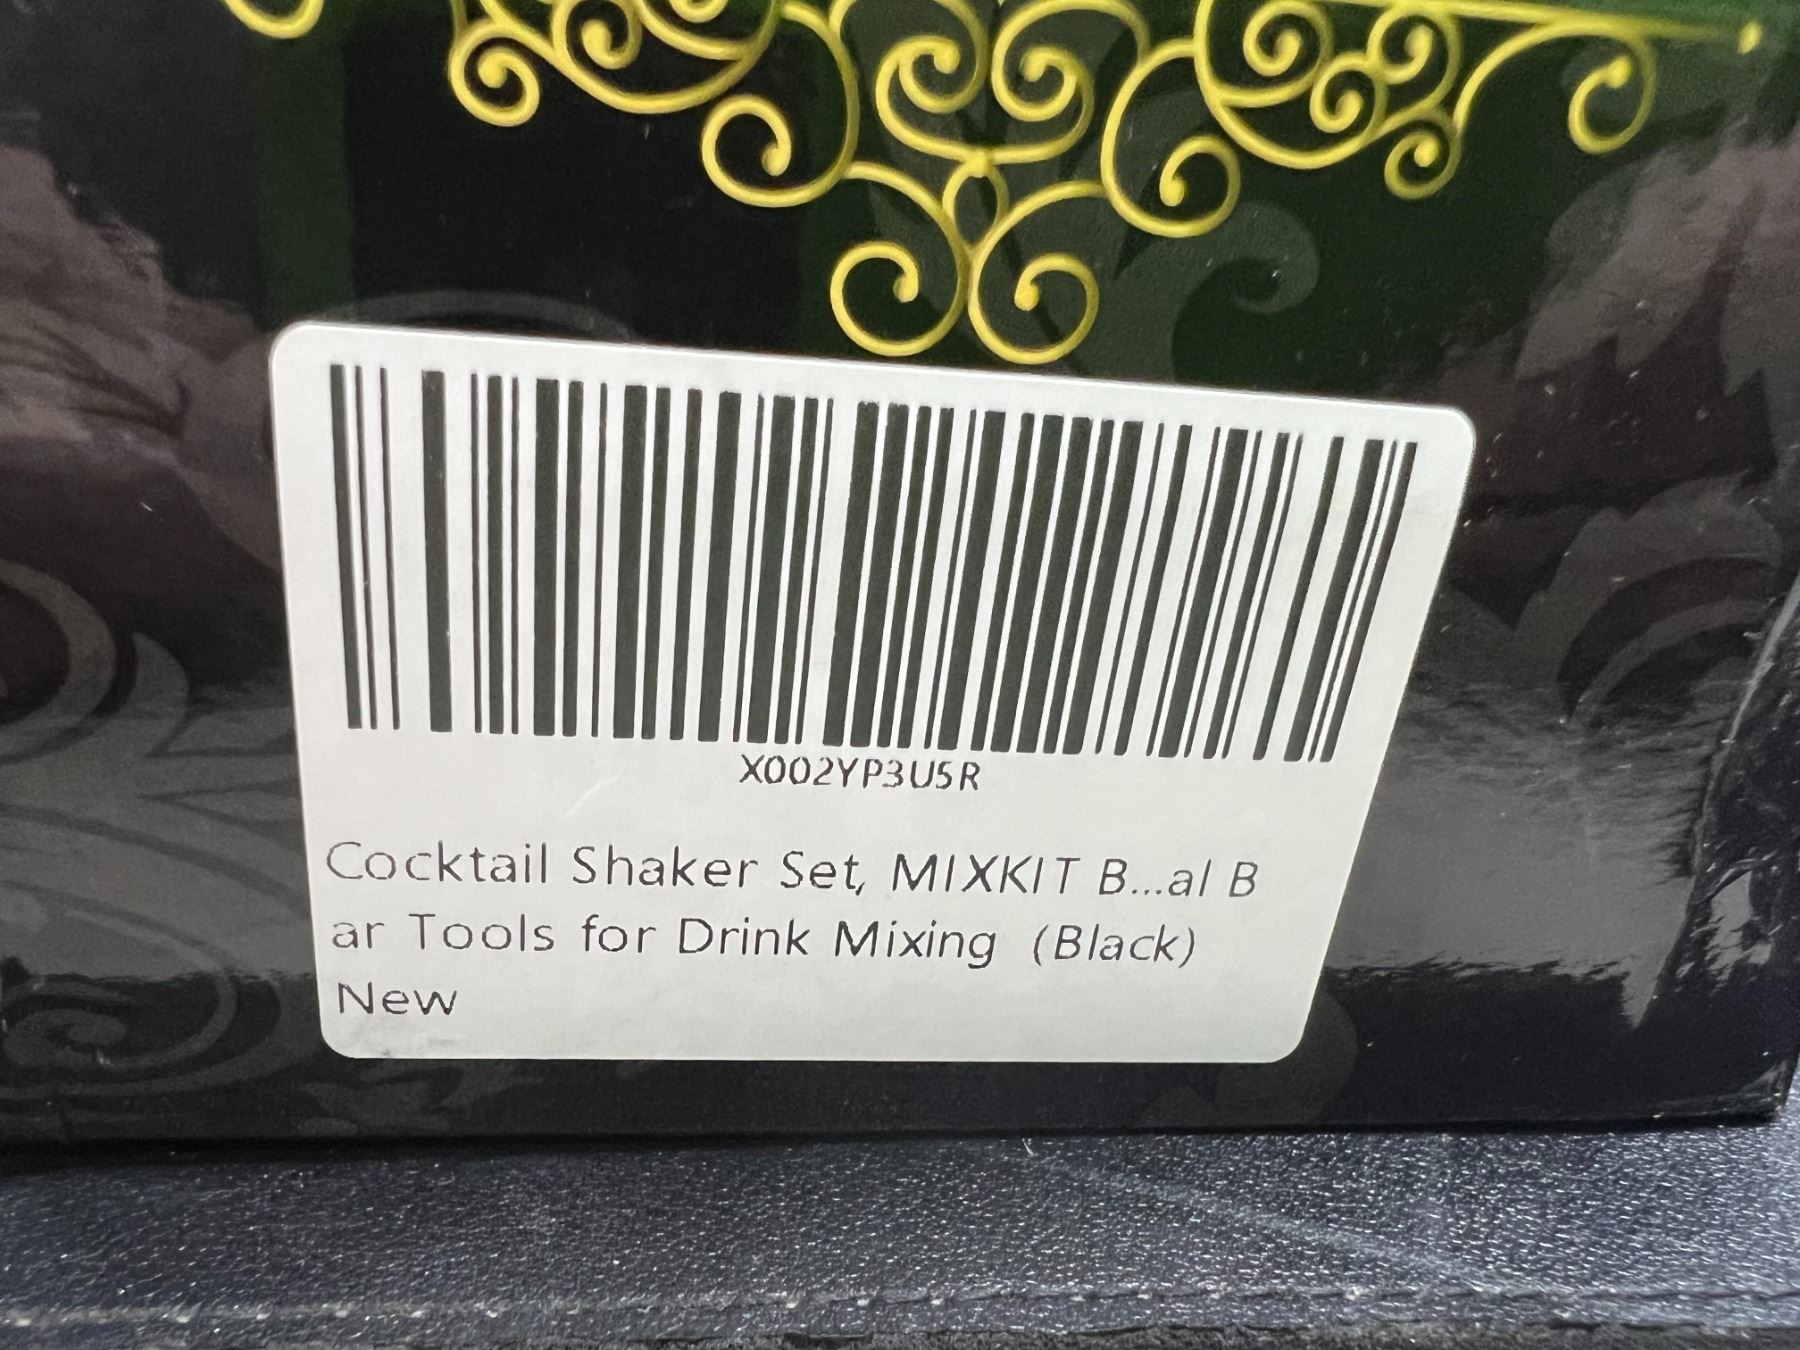 X002YP3U5R
Cocktail Shaker Set, MIXKIT B...al B
ar Tools for Drink Mixing (Black)
New